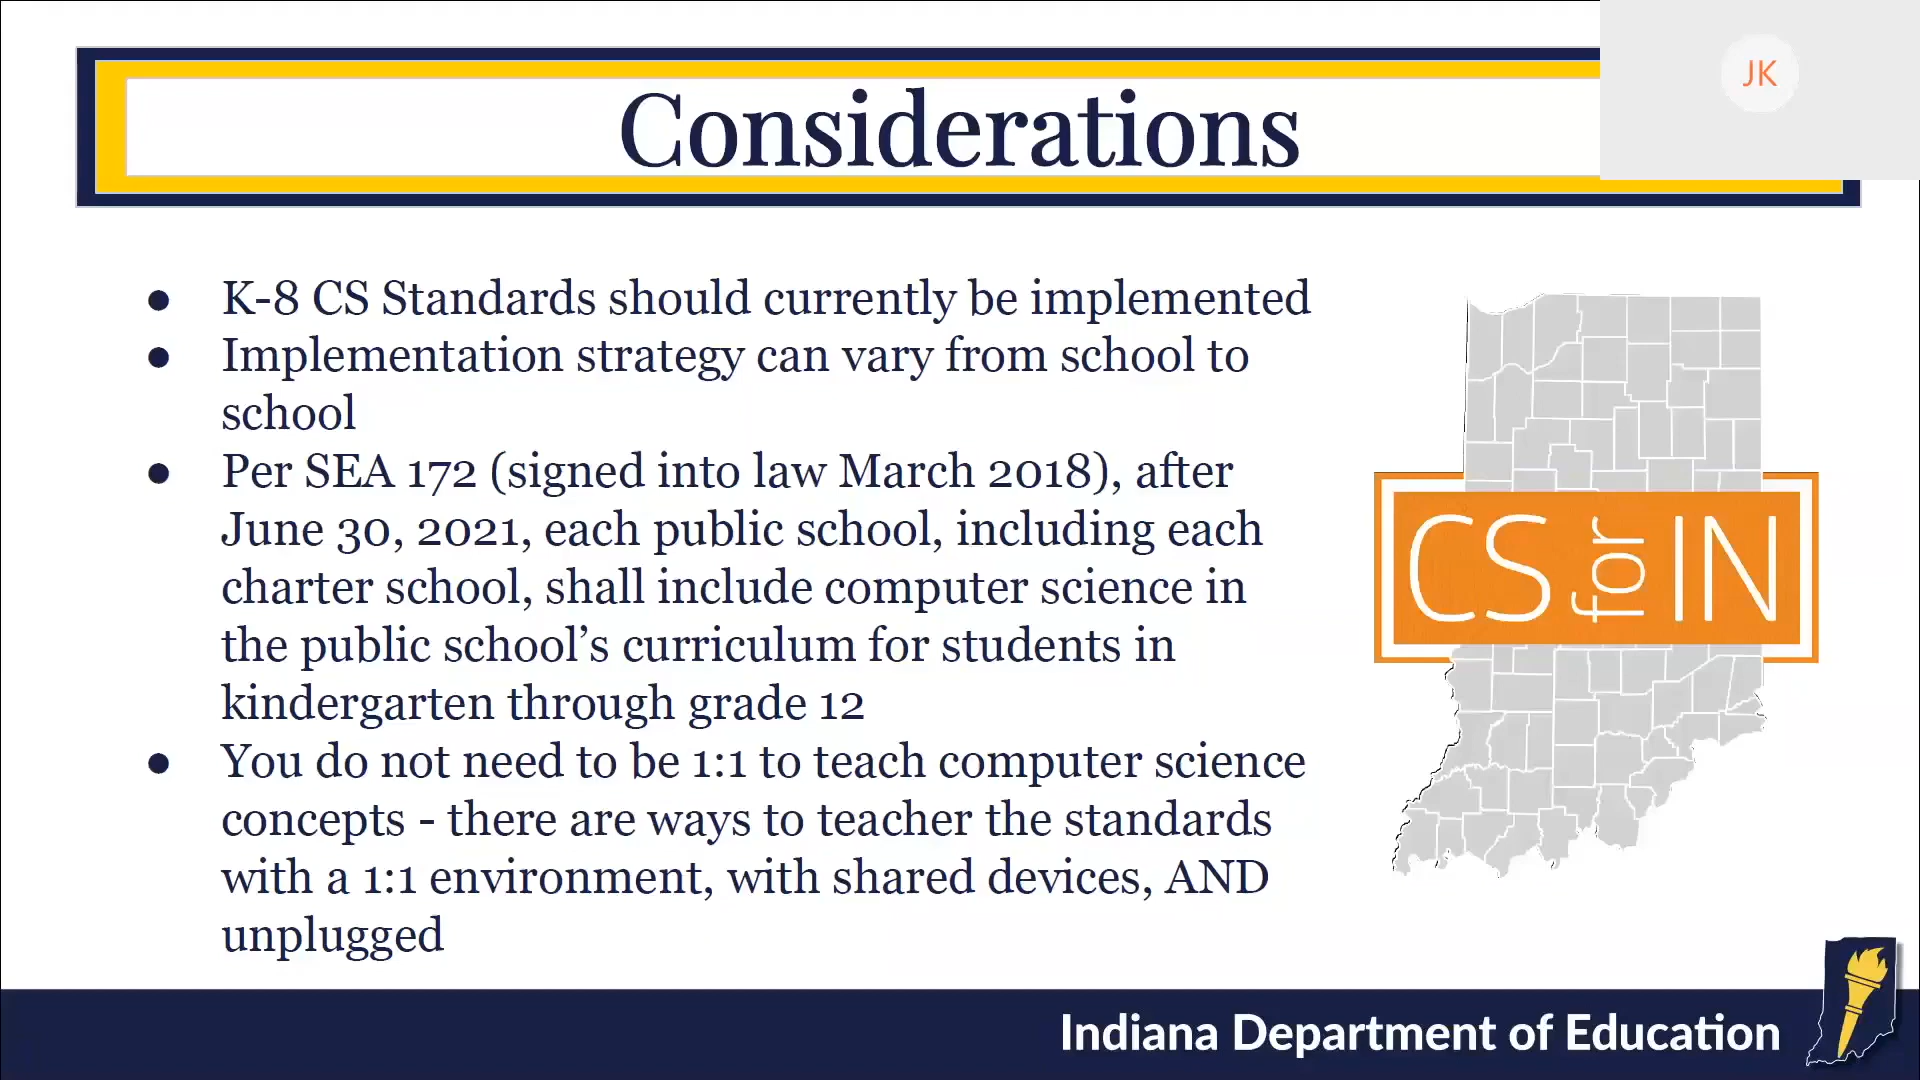 JK
Considerations
● K-8 CS Standards should currently be implemented
● Implementation strategy can vary from school to
school
● Per SEA 172 (signed into law March 2018), after
June 30, 2021, each public school, including each
charter school, shall include computer science in
the public school’s curriculum for students in
kindergarten through grade 12
● You do not need to be 1:1 to teach computer science
concepts - there are ways to teacher the standards
with a 1:1 environment, with shared devices, AND
unplugged
CS for IN
Indiana Department of Education